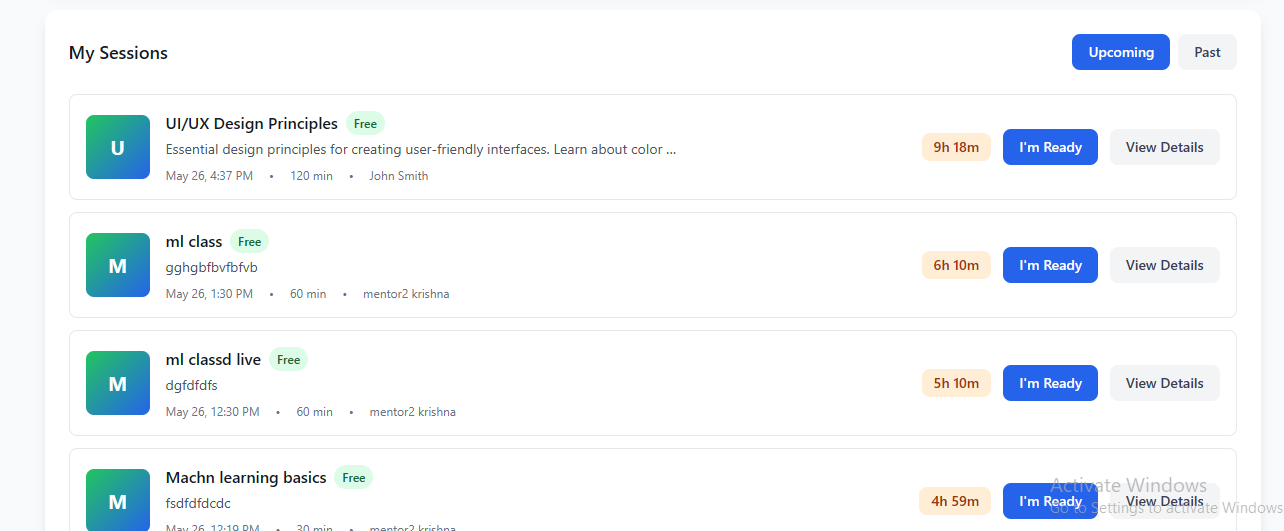 My Sessions
Upcoming
Past
U
UI/UX Design Principles
Free
Essential design principles for creating user-friendly interfaces. Learn about color ...
May 26, 4:37 PM • 120 min • John Smith
9h 18m
I'm Ready
View Details
M
ml class
Free
gghgbfbvfbfvb
May 26, 1:30 PM • 60 min • mentor2 krishna
6h 10m
I'm Ready
View Details
M
ml classd live
Free
dgfdfdfs
May 26, 12:30 PM • 60 min • mentor2 krishna
5h 10m
I'm Ready
View Details
M
Machn learning basics
Free
fsdfdfdcdc
May 26, 12:19 PM • 30 min • mentor2 krishna
4h 59m
I'm Ready
View Details
Activate Windows
Go to Settings to activate Windows